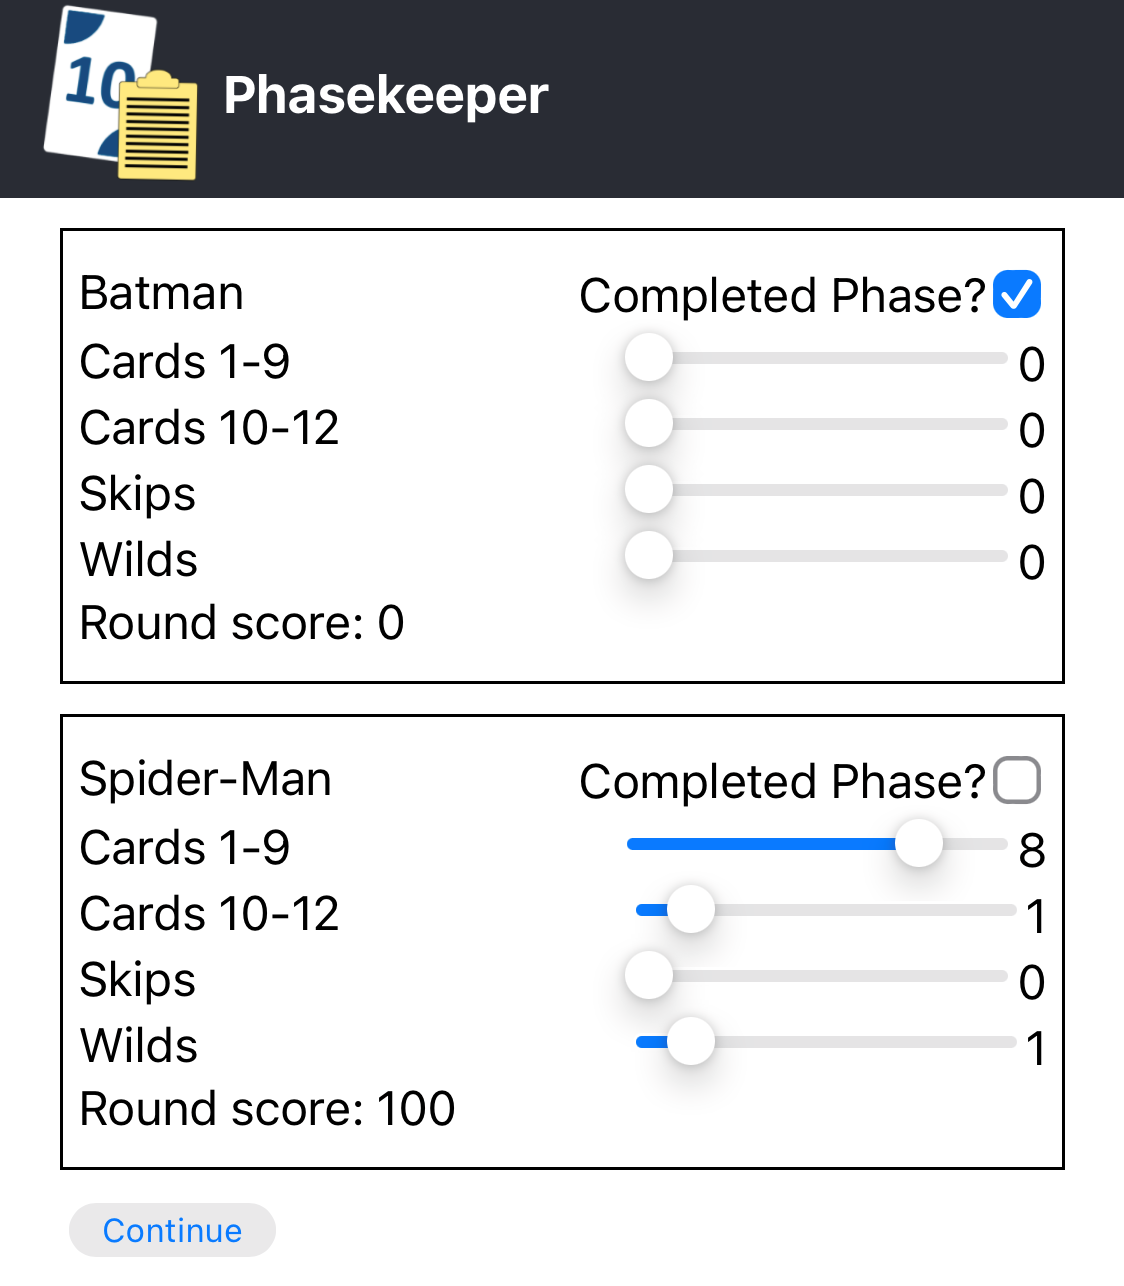 10
Phasekeeper
Batman Completed Phase?
Cards 1-9 0
Cards 10-12 0
Skips 0
Wilds 0
Round score: 0
Spider-Man Completed Phase?
Cards 1-9 8
Cards 10-12 1
Skips 0
Wilds 1
Round score: 100
Continue